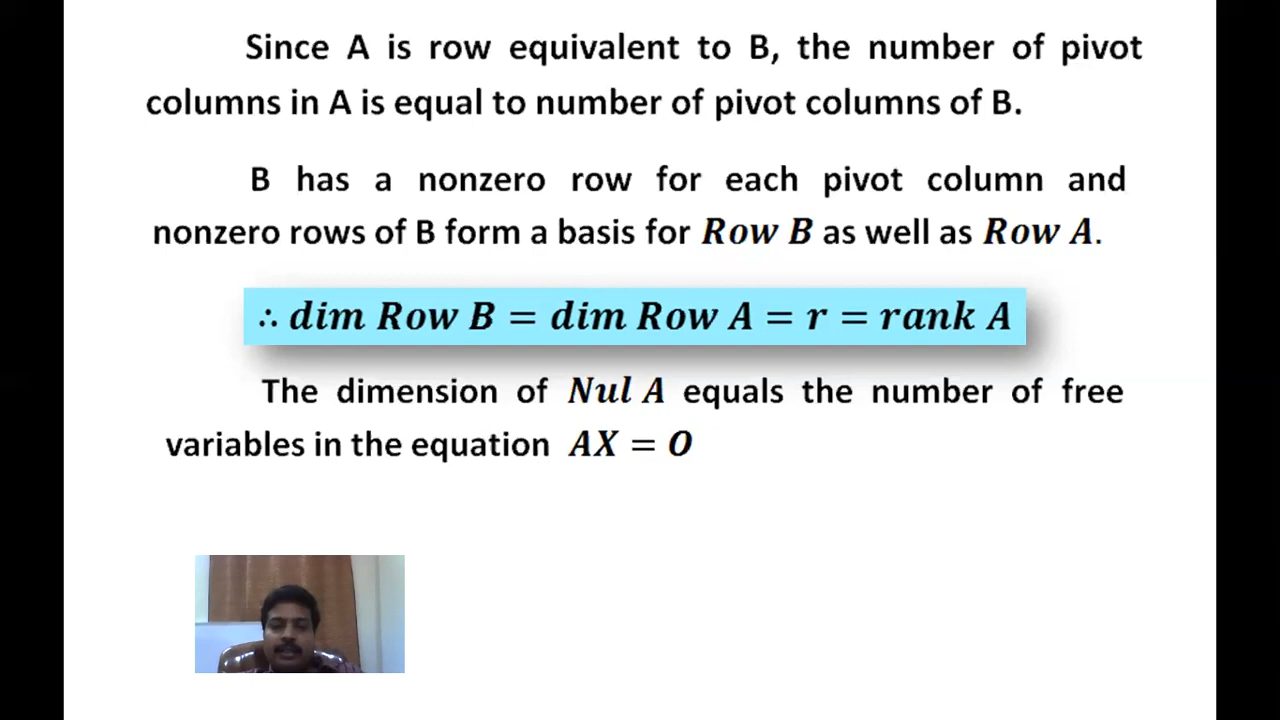 Since A is row equivalent to B, the number of pivot
columns in A is equal to number of pivot columns of B.
B has a nonzero row for each pivot column and
nonzero rows of B form a basis for Row B as well as Row A.
∴ dim Row B = dim Row A = r = rank A
The dimension of Nul A equals the number of free
variables in the equation AX = O